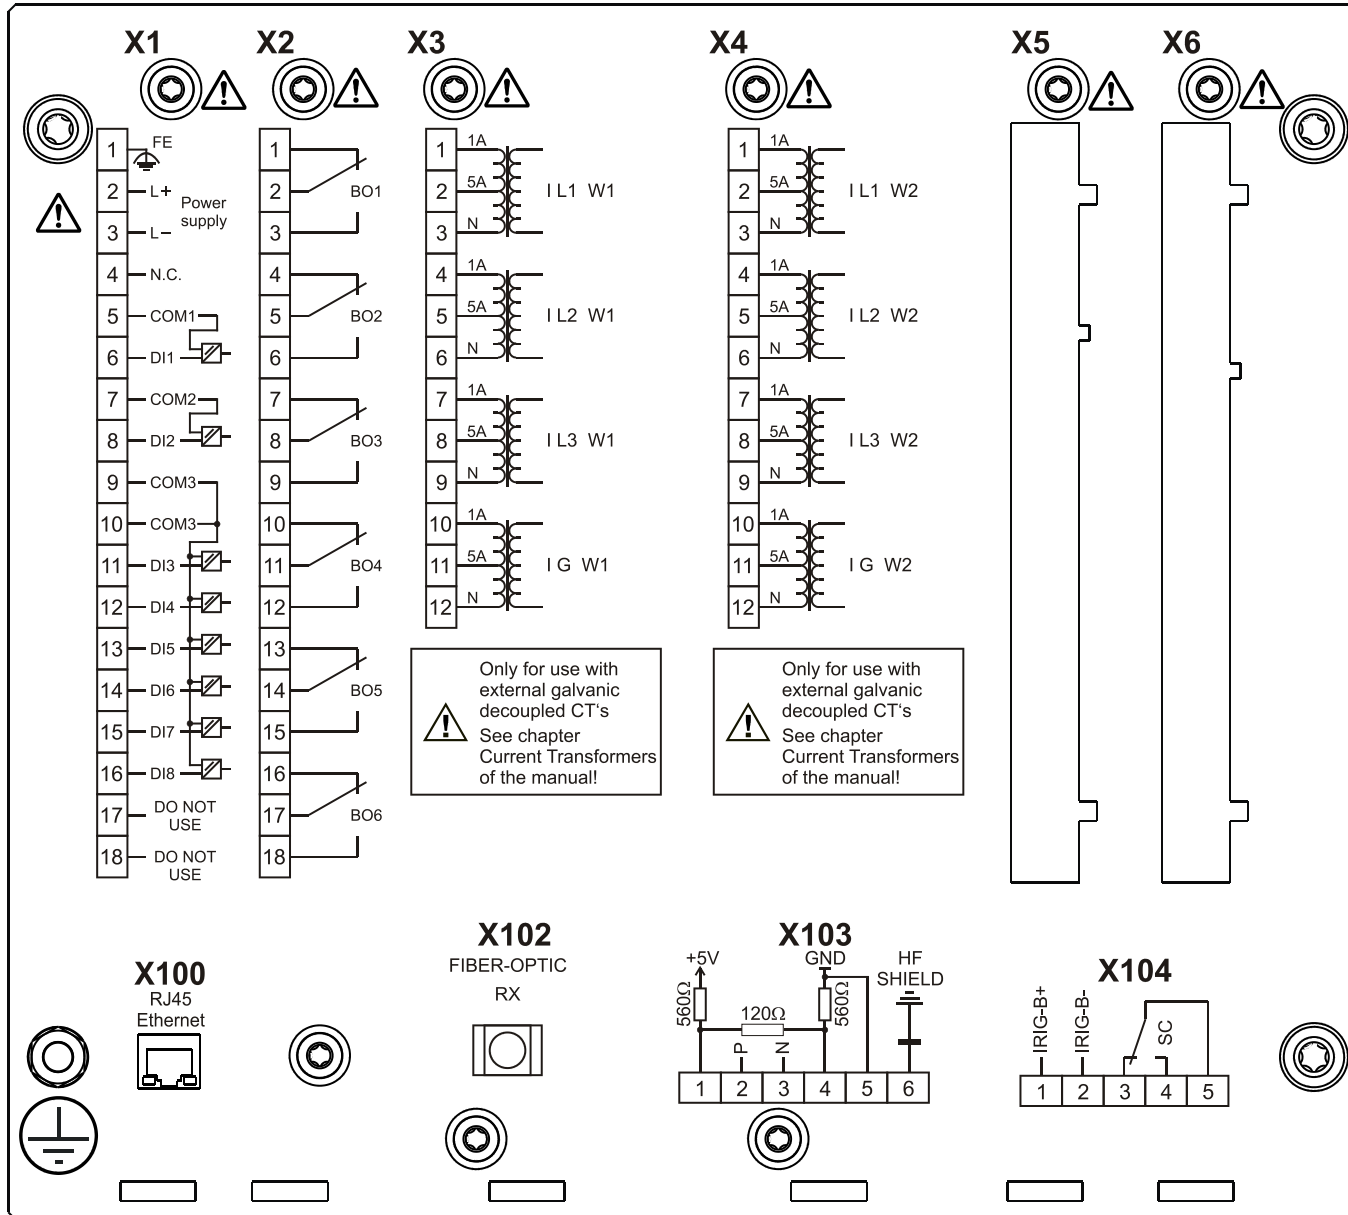 X1 X2 X3 X4 X5 X6
1 FE
2 L+
Power
supply
3 L−
4 N.C.
5 COM1
6 DI1
7 COM2
8 DI2
9 COM3
10 COM3
11 DI3
12 DI4
13 DI5
14 DI6
15 DI7
16 DI8
17 DO NOT
USE
18 DO NOT
USE
1
2 BO1
3
4
5 BO2
6
7
8 BO3
9
10
11 BO4
12
13
14 BO5
15
16
17 BO6
18
1 1A
2 5A I L1 W1
3 N
4 1A
5 5A I L2 W1
6 N
7 1A
8 5A I L3 W1
9 N
10 1A
11 5A I G W1
12 N
Only for use with
external galvanic
decoupled CT‘s
See chapter
Current Transformers
of the manual!
1 1A
2 5A I L1 W2
3 N
4 1A
5 5A I L2 W2
6 N
7 1A
8 5A I L3 W2
9 N
10 1A
11 5A I G W2
12 N
Only for use with
external galvanic
decoupled CT‘s
See chapter
Current Transformers
of the manual!
X100
RJ45
Ethernet
X102
FIBER-OPTIC
RX
X103
+5V GND HF
SHIELD
560Ω 120Ω 560Ω
P N
1 2 3 4 5 6
X104
IRIG-B+ IRIG-B- SC
1 2 3 4 5